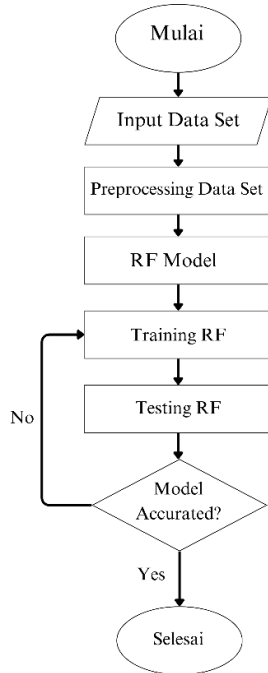 Mulai
Input Data Set
Preprocessing Data Set
RF Model
Training RF
No
Testing RF
Model
Accurated?
Yes
Selesai